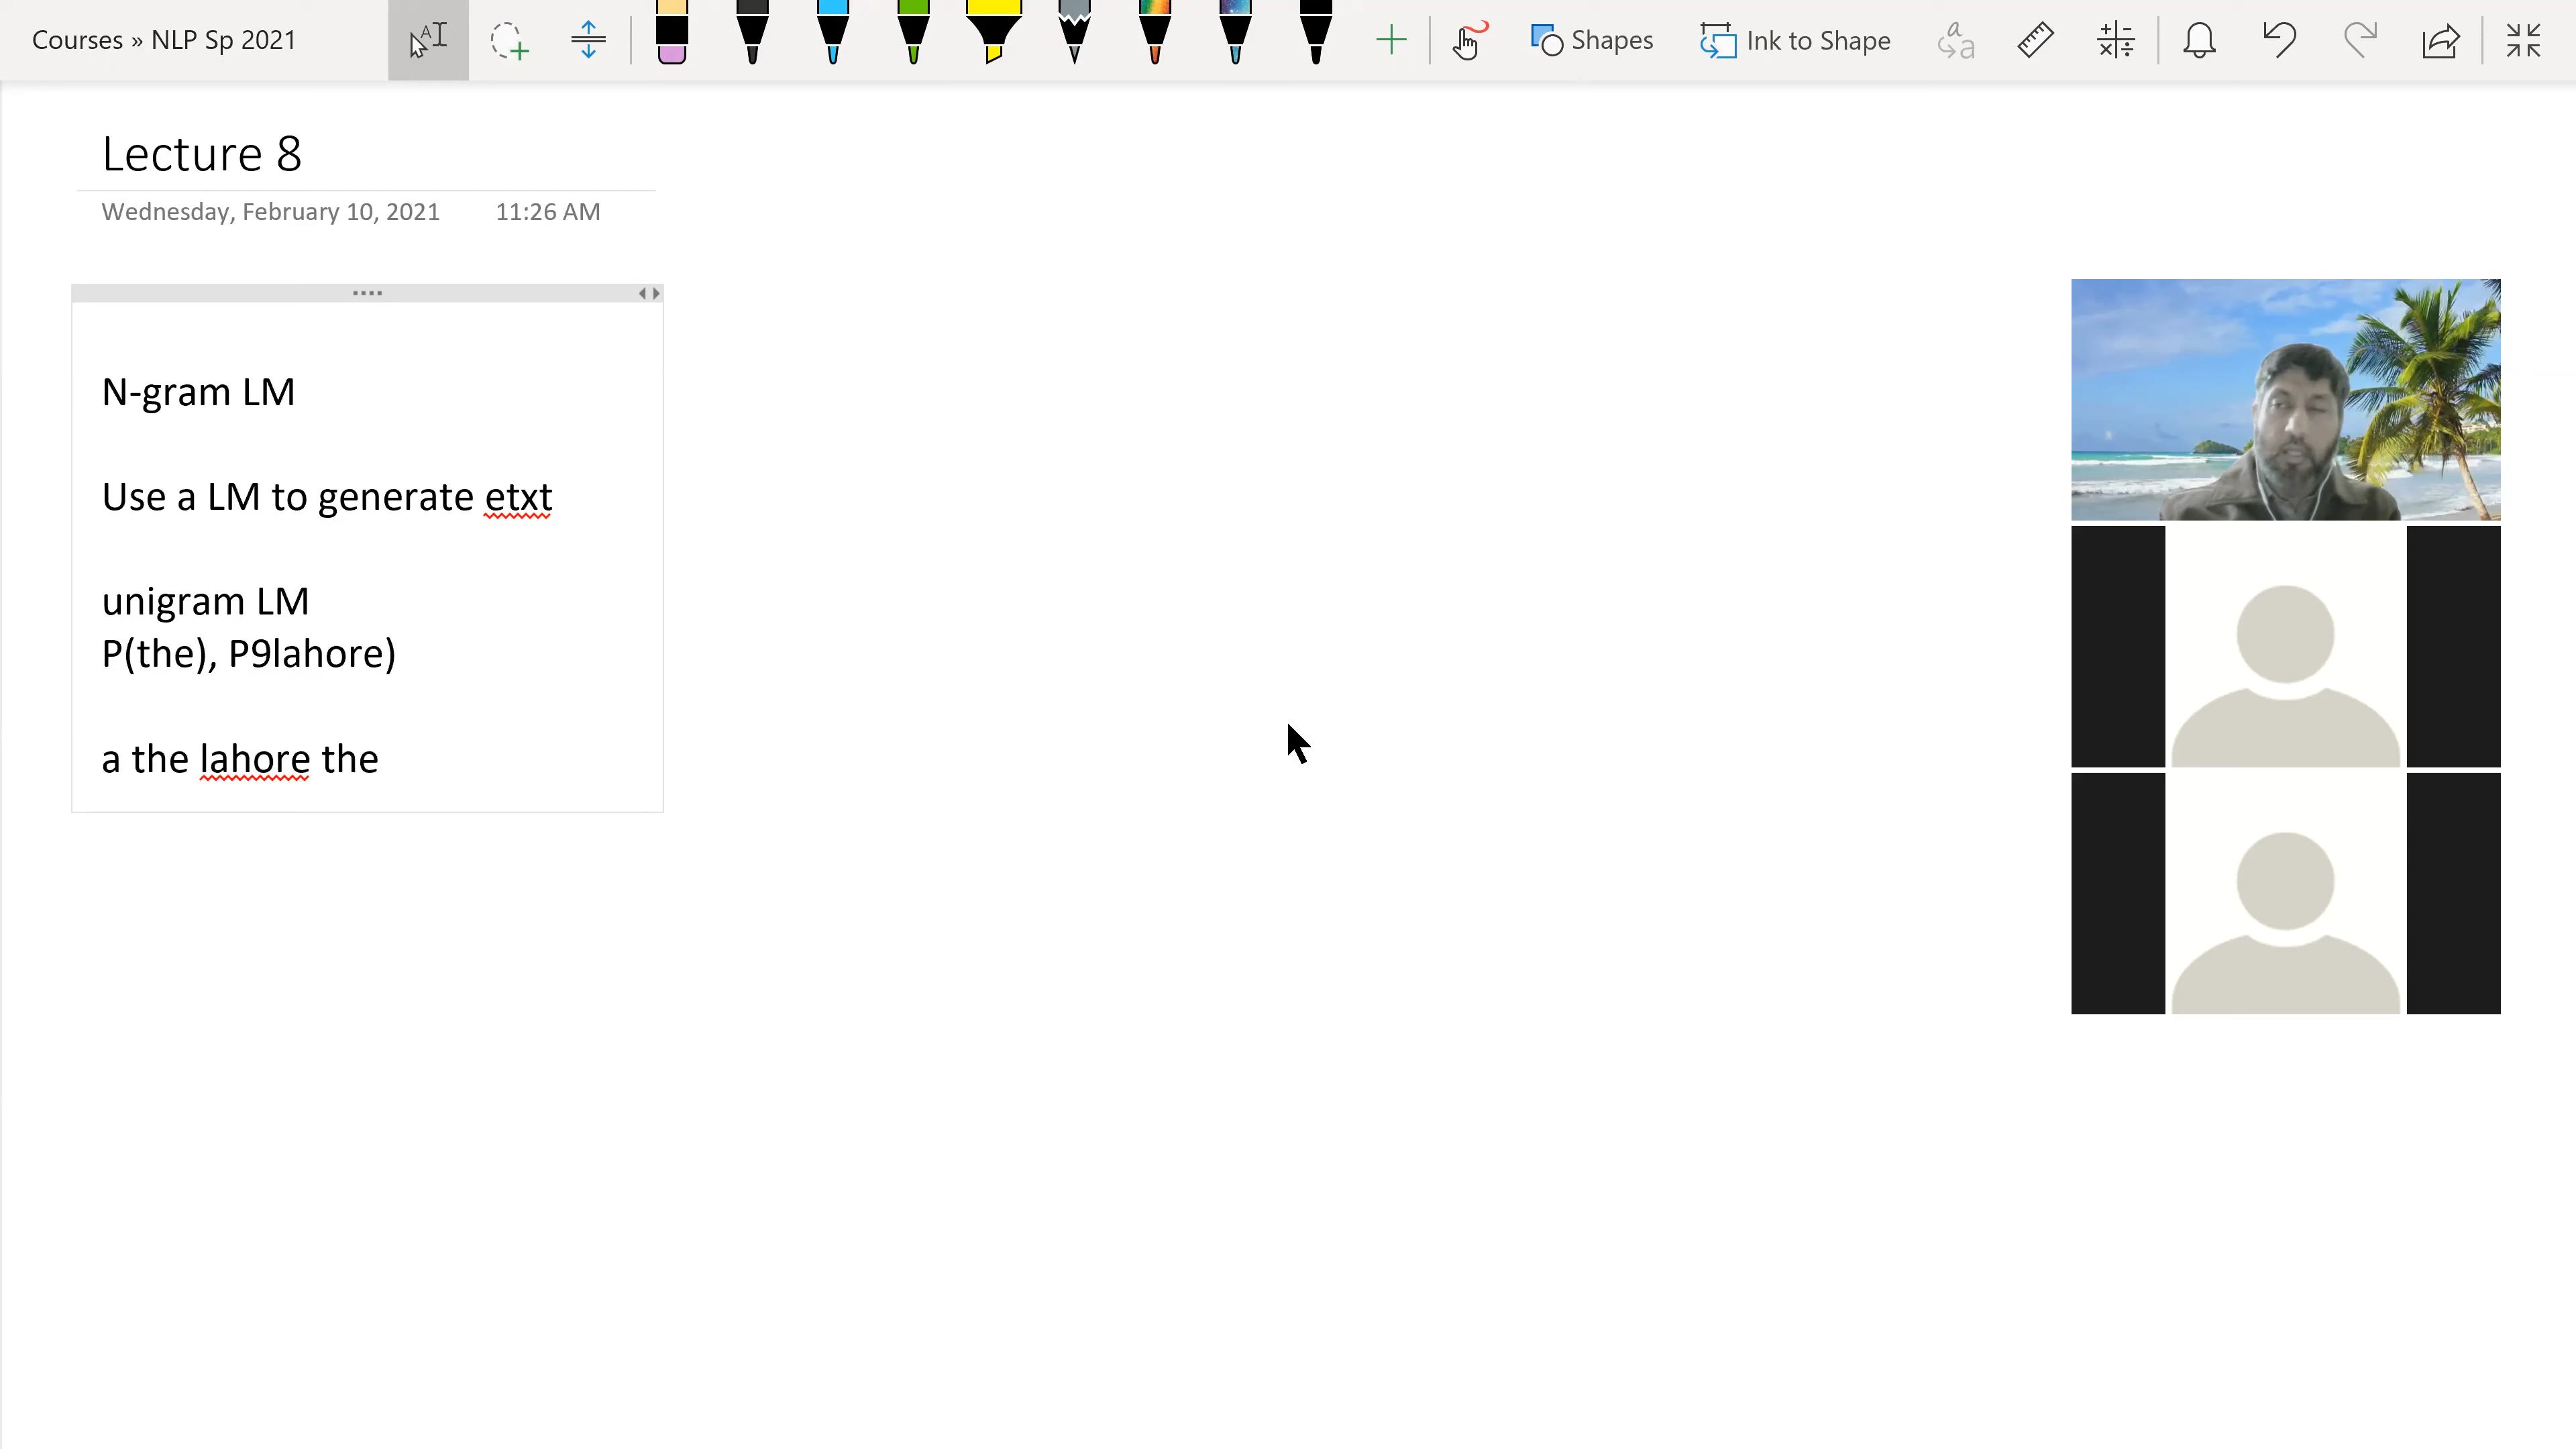 Courses » NLP Sp 2021
Shapes
Ink to Shape
Lecture 8
Wednesday, February 10, 2021 11:26 AM
N-gram LM
Use a LM to generate etxt
unigram LM
P(the), P9lahore)
a the lahore the